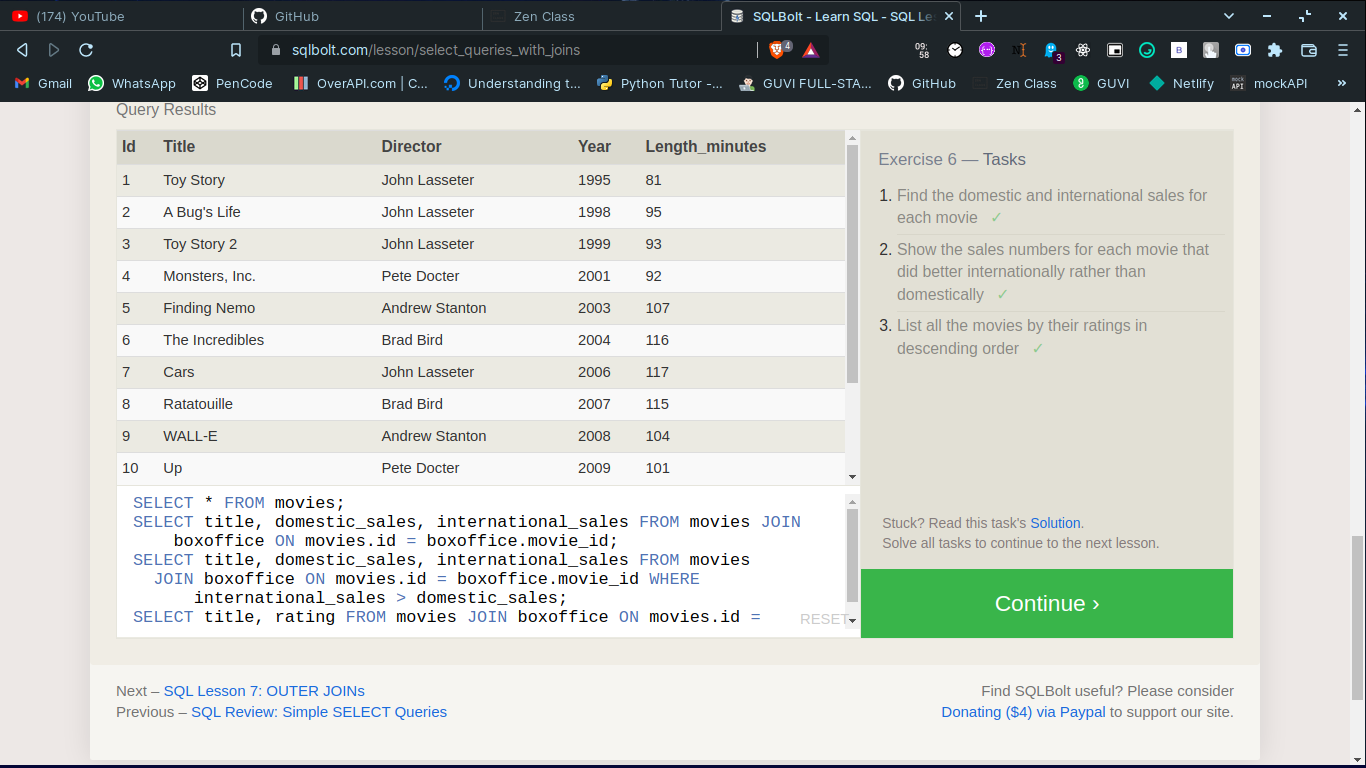 (174) YouTube
GitHub
Zen Class
SQLBolt - Learn SQL - SQL Le
sqlbolt.com/lesson/select_queries_with_joins
4
09:
58
3
B
Gmail
WhatsApp
PenCode
OverAPI.com | C...
Understanding t...
Python Tutor -...
GUVI FULL-STA...
GitHub
Zen Class
GUVI
Netlify
mock
API
mockAPI
»
Query Results
Id Title Director Year Length_minutes
1 Toy Story John Lasseter 1995 81
2 A Bug's Life John Lasseter 1998 95
3 Toy Story 2 John Lasseter 1999 93
4 Monsters, Inc. Pete Docter 2001 92
5 Finding Nemo Andrew Stanton 2003 107
6 The Incredibles Brad Bird 2004 116
7 Cars John Lasseter 2006 117
8 Ratatouille Brad Bird 2007 115
9 WALL-E Andrew Stanton 2008 104
10 Up Pete Docter 2009 101
SELECT * FROM movies;
SELECT title, domestic_sales, international_sales FROM movies JOIN
boxoffice ON movies.id = boxoffice.movie_id;
SELECT title, domestic_sales, international_sales FROM movies
JOIN boxoffice ON movies.id = boxoffice.movie_id WHERE
international_sales > domestic_sales;
SELECT title, rating FROM movies JOIN boxoffice ON movies.id =
RESET
Exercise 6 — Tasks
1. Find the domestic and international sales for
each movie ✓
2. Show the sales numbers for each movie that
did better internationally rather than
domestically ✓
3. List all the movies by their ratings in
descending order ✓
Stuck? Read this task's Solution.
Solve all tasks to continue to the next lesson.
Continue ›
Next – SQL Lesson 7: OUTER JOINs
Previous – SQL Review: Simple SELECT Queries
Find SQLBolt useful? Please consider
Donating ($4) via Paypal to support our site.